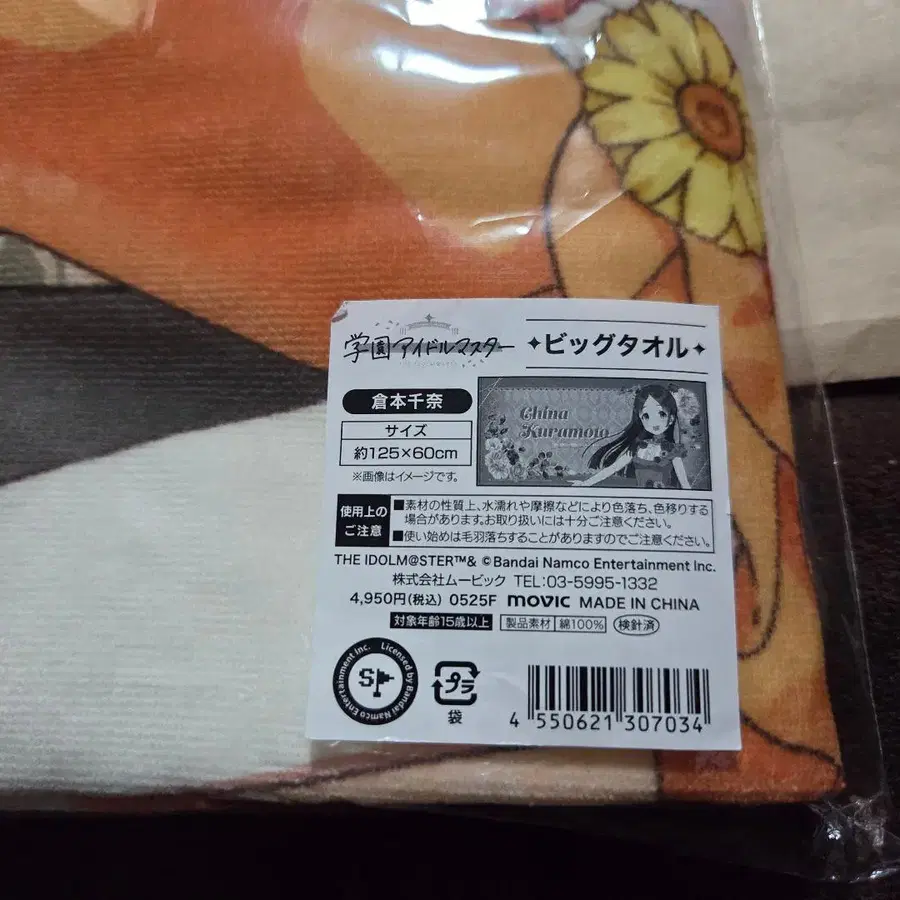 学園アイドルマスター
✦ビッグタオル✦
倉本千奈
サイズ
約125×60cm
※画像はイメージです。
China
Kuramoto
使用上の
ご注意
■素材の性質上、水濡れや摩擦などにより色落ち、色移りする
場合があります。お取り扱いには十分ご注意ください。
■使い始めは毛羽落ちすることがありますのでご注意ください。
THE IDOLM@STER™& ©Bandai Namco Entertainment Inc.
株式会社ムービック TEL:03-5995-1332
4,950円(税込) 0525F movic MADE IN CHINA
対象年齢15歳以上 製品素材 綿100% 検針済
Licensed by Bandai Namco Entertainment Inc.
SP
プラ
袋
4 550621 307034